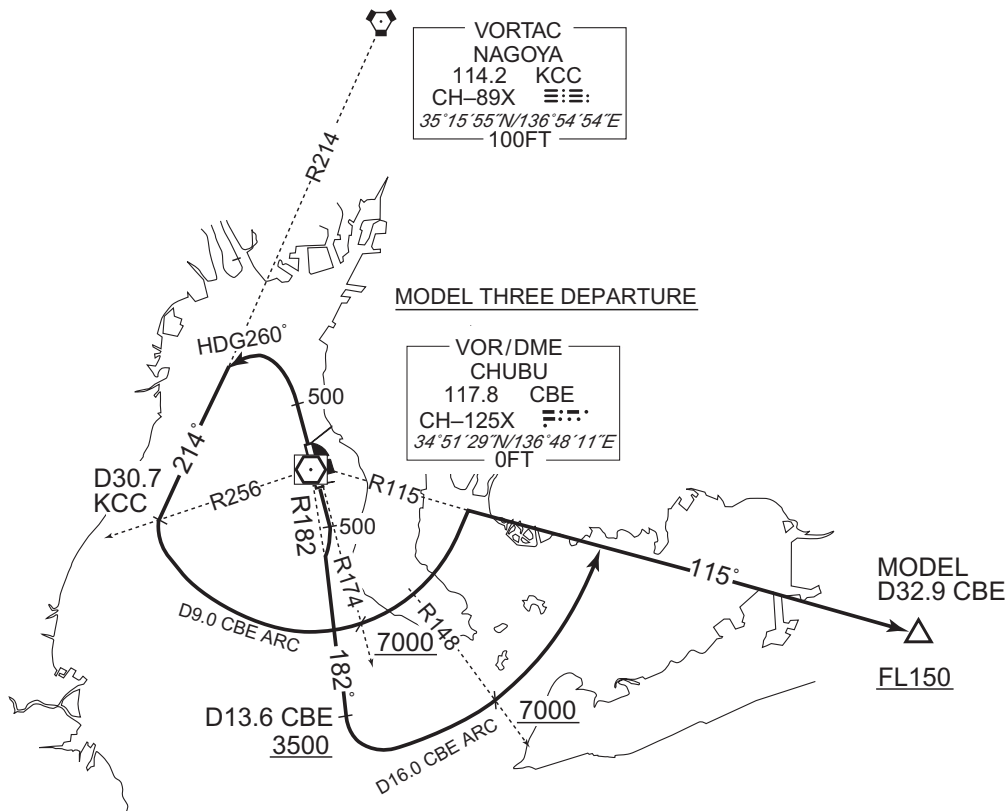 VORTAC
NAGOYA
114.2 KCC
CH–89X
35°15´55˝N/136°54´54˝E
100FT
R214
MODEL THREE DEPARTURE
HDG260°
VOR/DME
CHUBU
117.8 CBE
CH–125X
34°51´29˝N/136°48´11˝E
0FT
500
214°
D30.7
KCC
R256
R115
R182
500
R174
115°
MODEL
D32.9 CBE
FL150
R148
D9.0 CBE ARC
7000
182°
D13.6 CBE
3500
7000
D16.0 CBE ARC